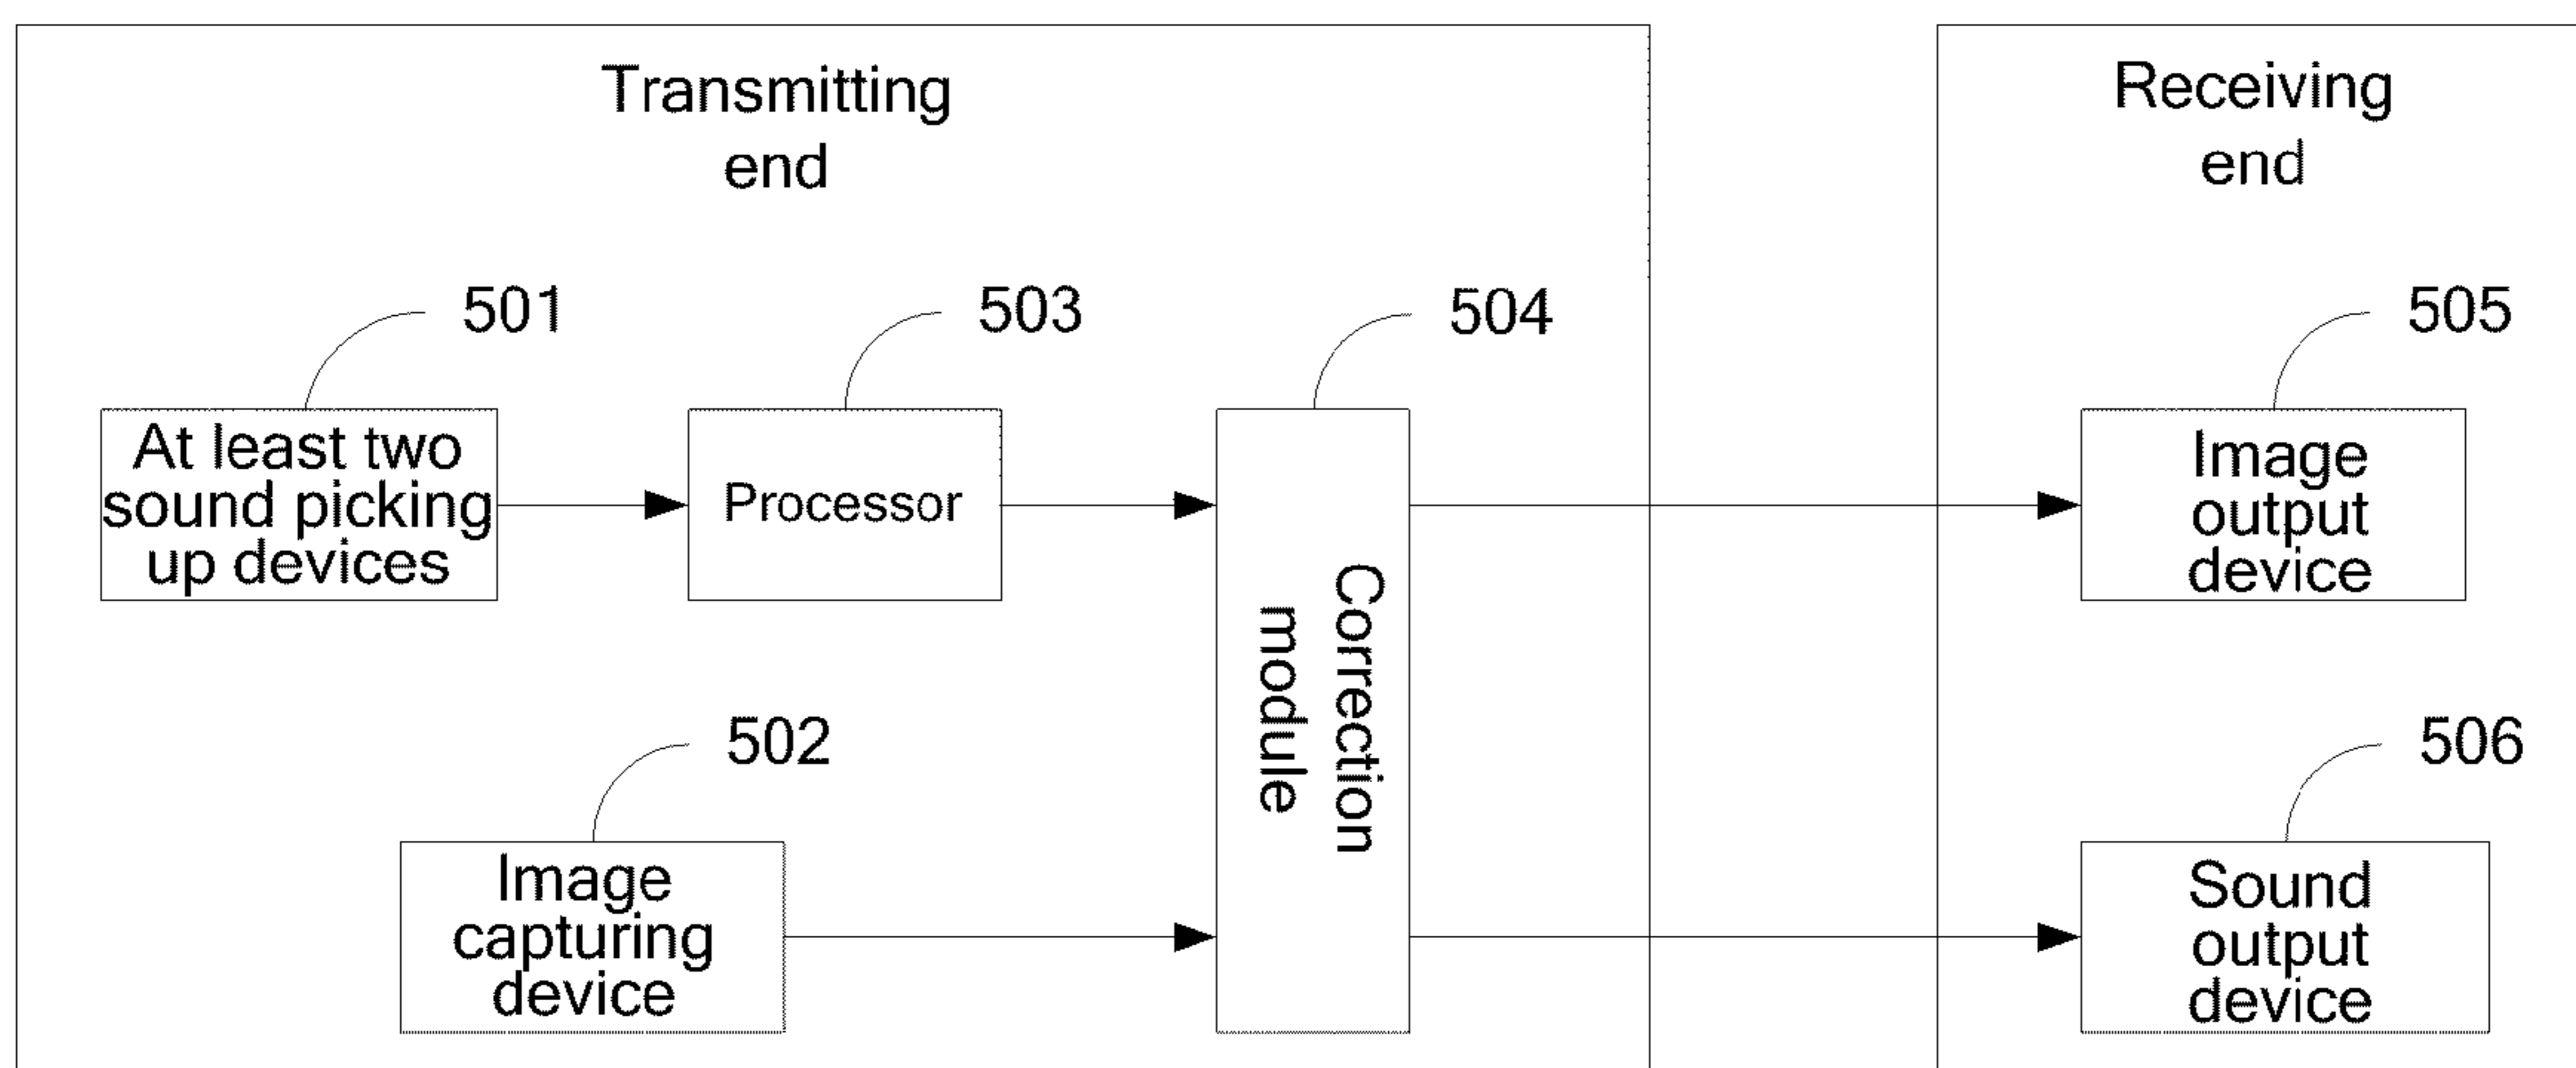 Transmitting
end
Receiving
end
501
503
504
505
At least two
sound picking
up devices
Processor
Correction
module
Image
output
device
502
506
Image
capturing
device
Sound
output
device